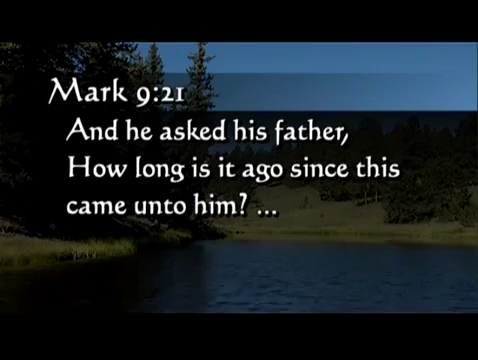 Mark 9:21
And he asked his father,
How long is it ago since this
came unto him? ...